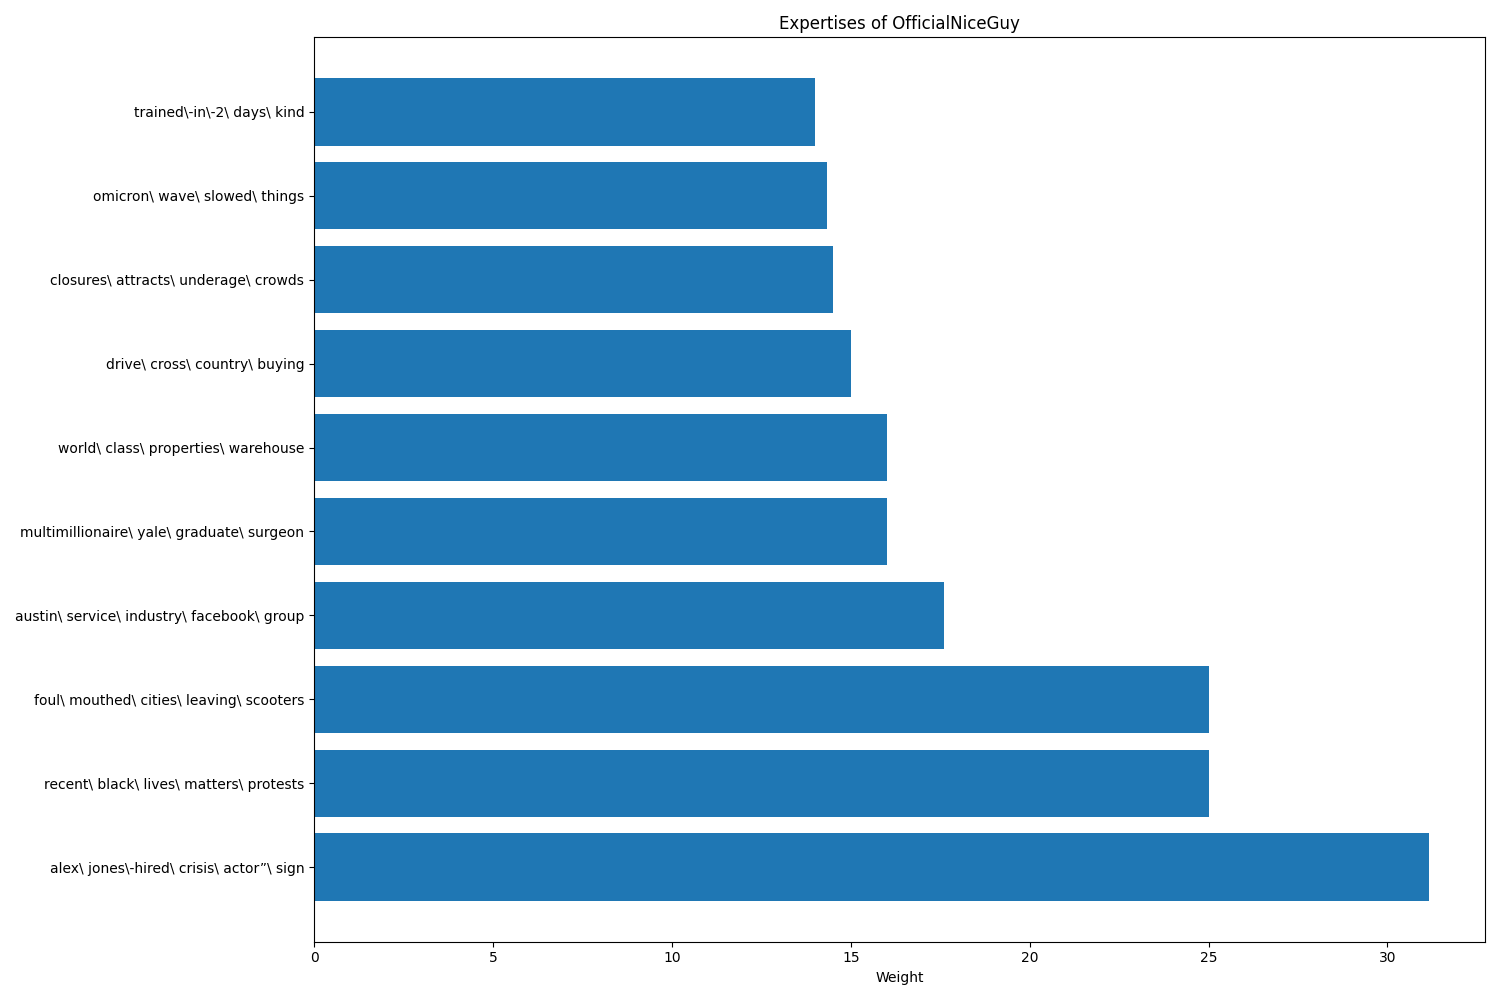 Expertises of OfficialNiceGuy
trained\-in\-2\ days\ kind
omicron\ wave\ slowed\ things
closures\ attracts\ underage\ crowds
drive\ cross\ country\ buying
world\ class\ properties\ warehouse
multimillionaire\ yale\ graduate\ surgeon
austin\ service\ industry\ facebook\ group
foul\ mouthed\ cities\ leaving\ scooters
recent\ black\ lives\ matters\ protests
alex\ jones\-hired\ crisis\ actor”\ sign
0 5 10 15 20 25 30
Weight